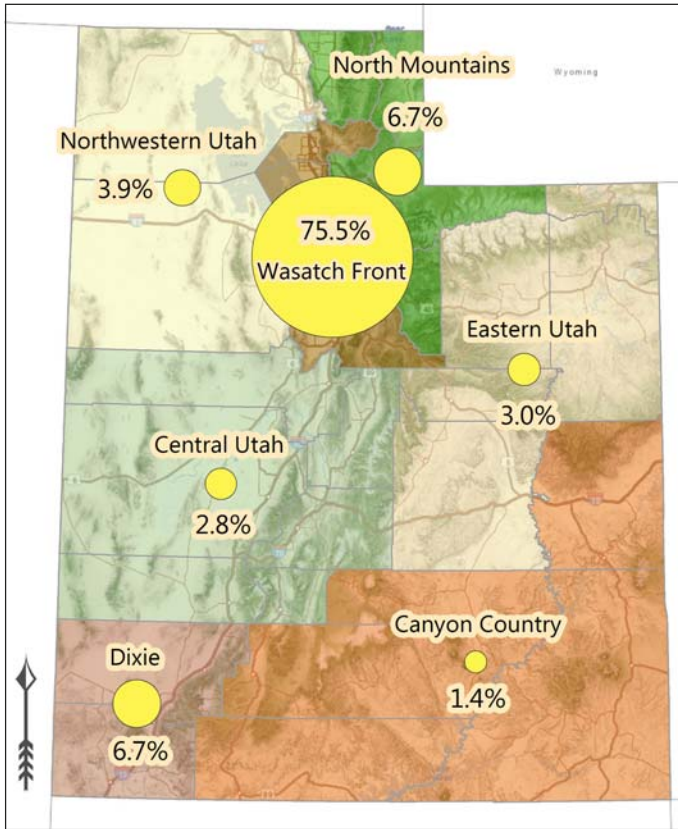 North Mountains
6.7%
Wyoming
Northwestern Utah
3.9%
75.5%
Wasatch Front
Eastern Utah
3.0%
Central Utah
2.8%
Canyon Country
1.4%
Dixie
6.7%